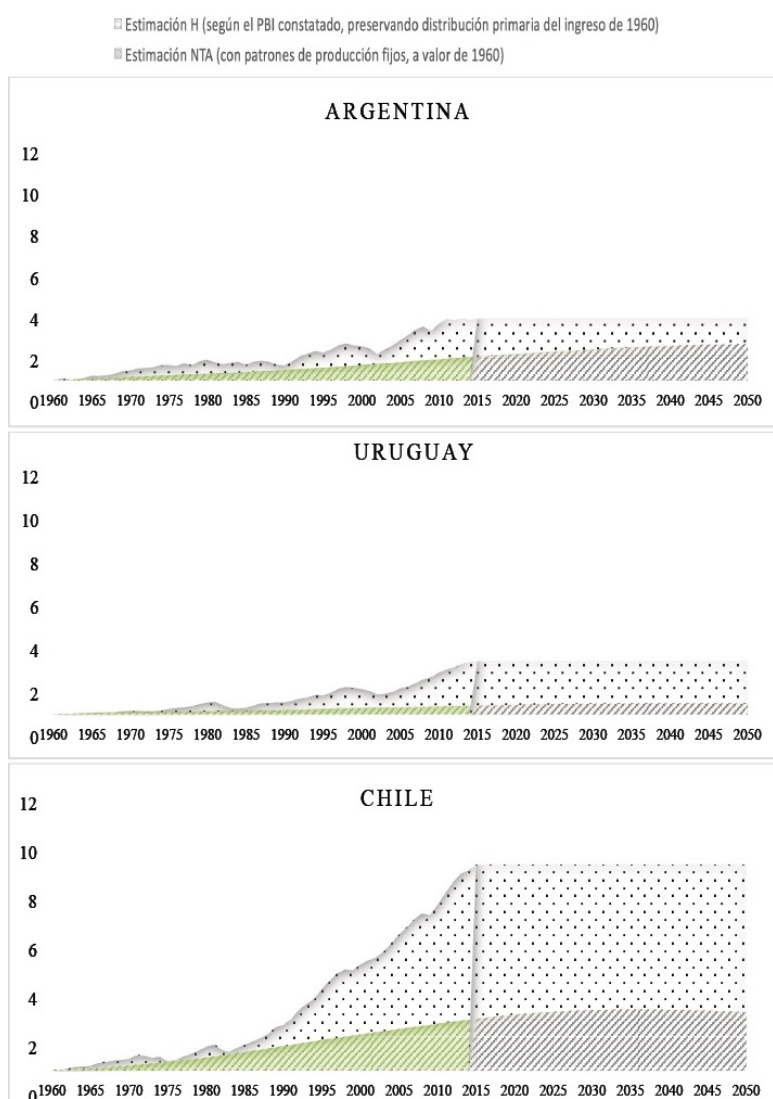 Estimación H (según el PBI constatado, preservando distribución primaria del ingreso de 1960)
Estimación NTA (con patrones de producción fijos, a valor de 1960)
ARGENTINA
12
10
8
6
4
2
0
1960 1965 1970 1975 1980 1985 1990 1995 2000 2005 2010 2015 2020 2025 2030 2035 2040 2045 2050
URUGUAY
12
10
8
6
4
2
0
1960 1965 1970 1975 1980 1985 1990 1995 2000 2005 2010 2015 2020 2025 2030 2035 2040 2045 2050
CHILE
12
10
8
6
4
2
0
1960 1965 1970 1975 1980 1985 1990 1995 2000 2005 2010 2015 2020 2025 2030 2035 2040 2045 2050